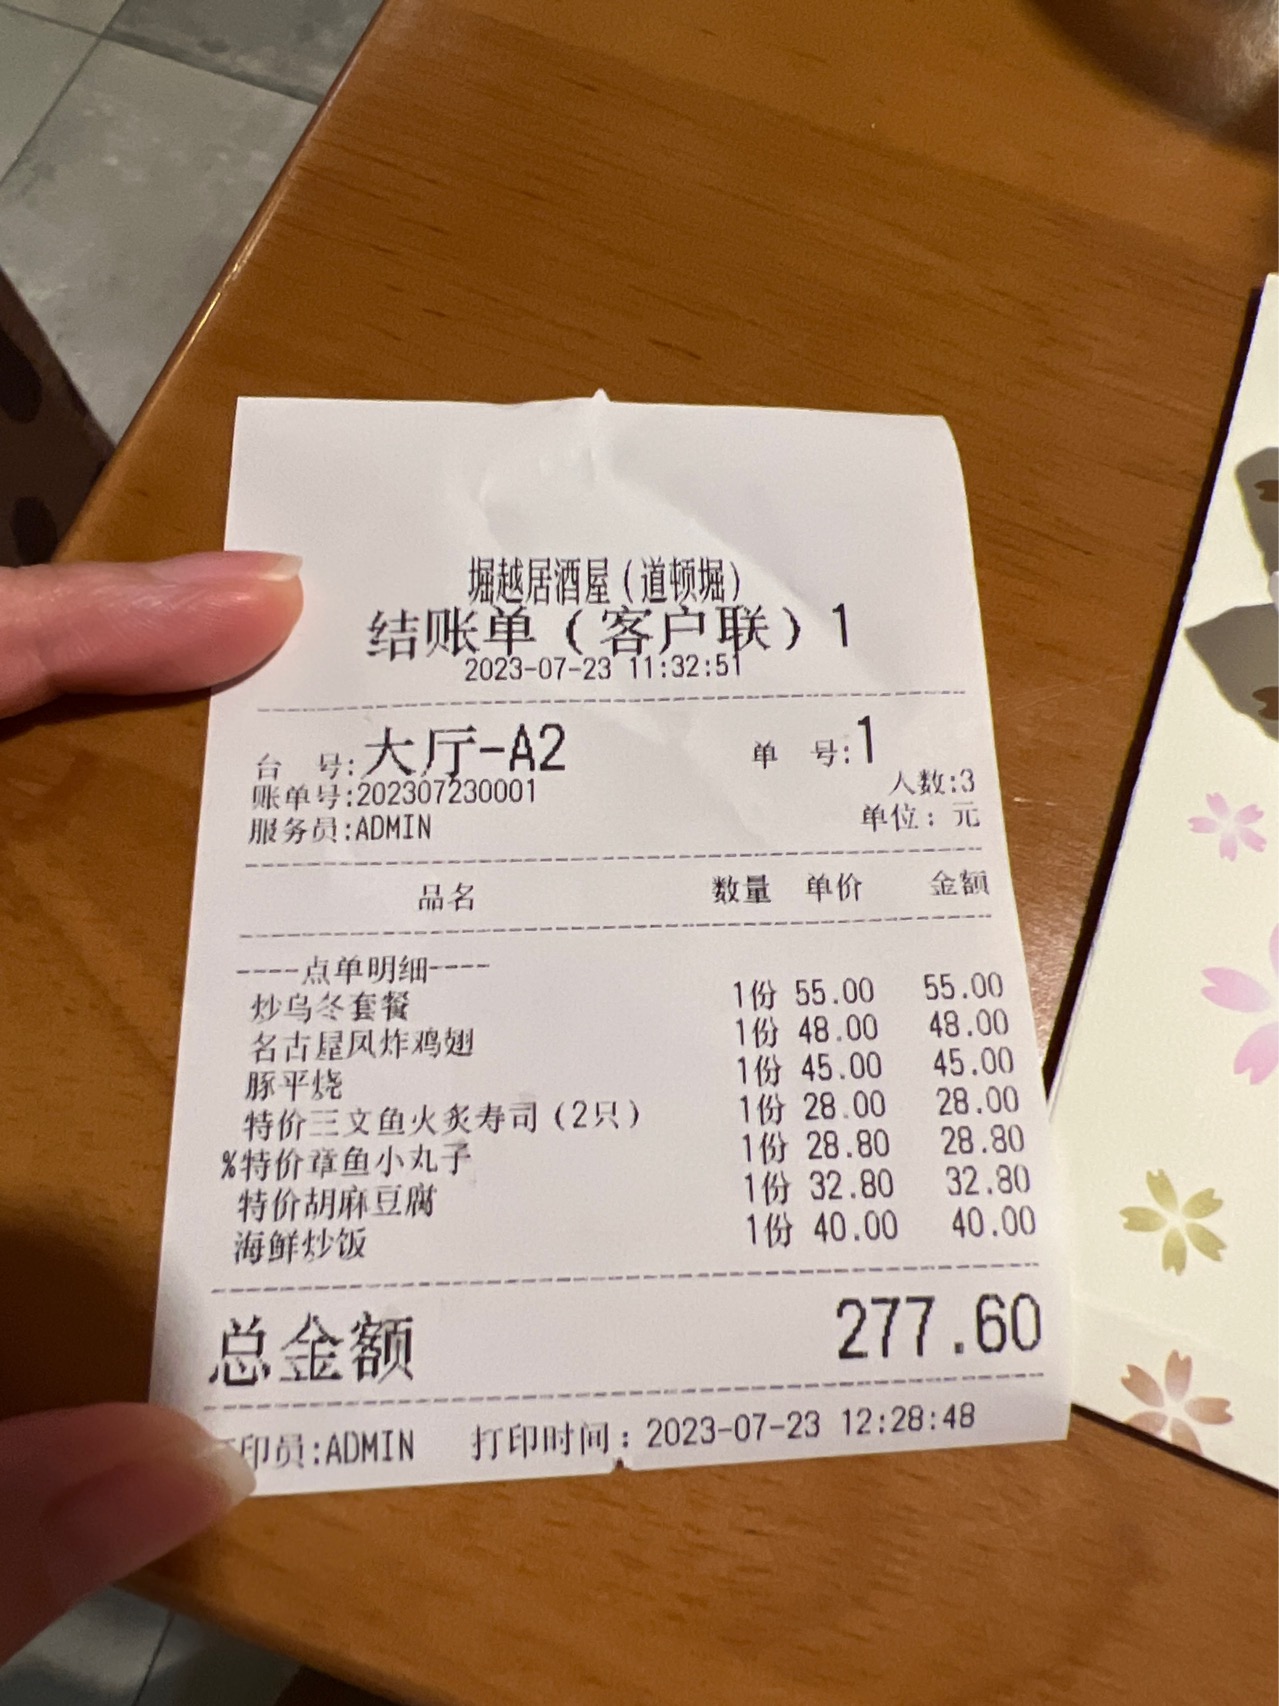 堀越居酒屋（道顿堀）
结账单（客户联）1
2023-07-23 11:32:51
台 号:大厅-A2 单 号:1
账单号:202307230001 人数:3
服务员:ADMIN 单位：元
品名 数量 单价 金额
----点单明细----
炒乌冬套餐 1份 55.00 55.00
名古屋风炸鸡翅 1份 48.00 48.00
豚平烧 1份 45.00 45.00
特价三文鱼火炙寿司（2只） 1份 28.00 28.00
%特价章鱼小丸子 1份 28.80 28.80
特价胡麻豆腐 1份 32.80 32.80
海鲜炒饭 1份 40.00 40.00
总金额 277.60
印员:ADMIN 打印时间：2023-07-23 12:28:48